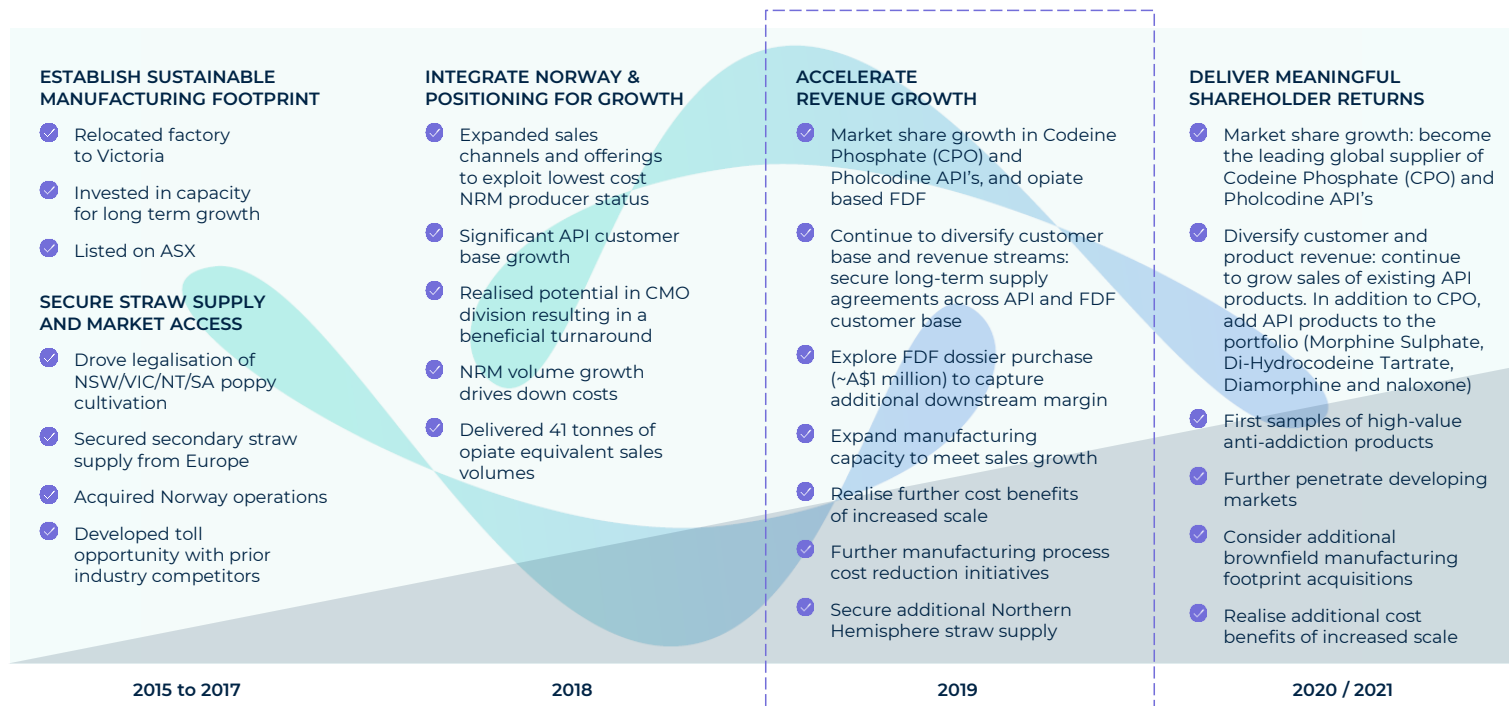 ESTABLISH SUSTAINABLE
MANUFACTURING FOOTPRINT
Relocated factory
to Victoria
Invested in capacity
for long term growth
Listed on ASX
SECURE STRAW SUPPLY
AND MARKET ACCESS
Drove legalisation of
NSW/VIC/NT/SA poppy
cultivation
Secured secondary straw
supply from Europe
Acquired Norway operations
Developed toll
opportunity with prior
industry competitors
2015 to 2017
INTEGRATE NORWAY &
POSITIONING FOR GROWTH
Expanded sales
channels and offerings
to exploit lowest cost
NRM producer status
Significant API customer
base growth
Realised potential in CMO
division resulting in a
beneficial turnaround
NRM volume growth
drives down costs
Delivered 41 tonnes of
opiate equivalent sales
volumes
2018
ACCELERATE
REVENUE GROWTH
Market share growth in Codeine
Phosphate (CPO) and
Pholcodine API’s, and opiate
based FDF
Continue to diversify customer
base and revenue streams:
secure long-term supply
agreements across API and FDF
customer base
Explore FDF dossier purchase
(~A$1 million) to capture
additional downstream margin
Expand manufacturing
capacity to meet sales growth
Realise further cost benefits
of increased scale
Further manufacturing process
cost reduction initiatives
Secure additional Northern
Hemisphere straw supply
2019
DELIVER MEANINGFUL
SHAREHOLDER RETURNS
Market share growth: become
the leading global supplier of
Codeine Phosphate (CPO) and
Pholcodine API’s
Diversify customer and
product revenue: continue
to grow sales of existing API
products. In addition to CPO,
add API products to the
portfolio (Morphine Sulphate,
Di-Hydrocodeine Tartrate,
Diamorphine and naloxone)
First samples of high-value
anti-addiction products
Further penetrate developing
markets
Consider additional
brownfield manufacturing
footprint acquisitions
Realise additional cost
benefits of increased scale
2020 / 2021